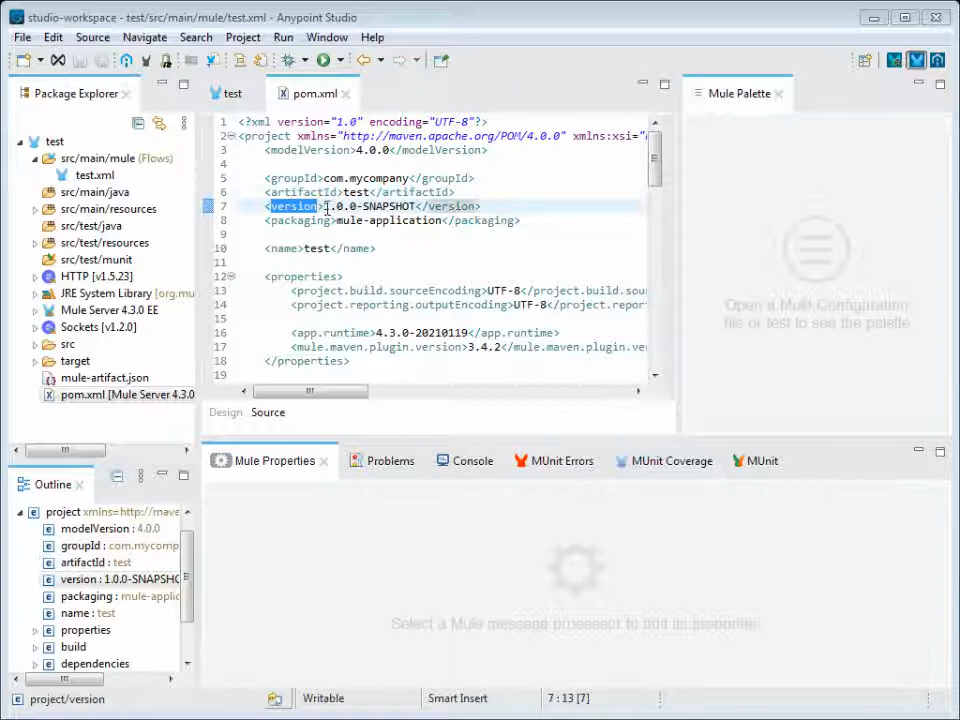 studio-workspace - test/src/main/mule/test.xml - Anypoint Studio
File Edit Source Navigate Search Project Run Window Help
Package Explorer
test
src/main/mule (Flows)
test.xml
src/main/java
src/main/resources
src/test/java
src/test/resources
src/test/munit
HTTP [v1.5.23]
JRE System Library [org.mu
Mule Server 4.3.0 EE
Sockets [v1.2.0]
src
target
mule-artifact.json
pom.xml [Mule Server 4.3.0
test pom.xml
1 <?xml version="1.0" encoding="UTF-8"?>
2 <project xmlns="http://maven.apache.org/POM/4.0.0" xmlns:xsi="
3 <modelVersion>4.0.0</modelVersion>
4
5 <groupId>com.mycompany</groupId>
6 <artifactId>test</artifactId>
7 <version>1.0.0-SNAPSHOT</version>
8 <packaging>mule-application</packaging>
9
10 <name>test</name>
11
12 <properties>
13 <project.build.sourceEncoding>UTF-8</project.build.sour
14 <project.reporting.outputEncoding>UTF-8</project.repor
15
16 <app.runtime>4.3.0-20210119</app.runtime>
17 <mule.maven.plugin.version>3.4.2</mule.maven.plugin.ve
18 </properties>
19
Design Source
Mule Palette
Open a Mule Configuration
file or test to see the palette
Outline
project xmlns=http://mave
modelVersion : 4.0.0
groupId : com.mycomp
artifactId : test
version : 1.0.0-SNAPSHO
packaging : mule-applic
name : test
properties
build
dependencies
Mule Properties Problems Console MUnit Errors MUnit Coverage MUnit
Select a Mule message processor to edit its properties
project/version Writable Smart Insert 7 : 13 [7]